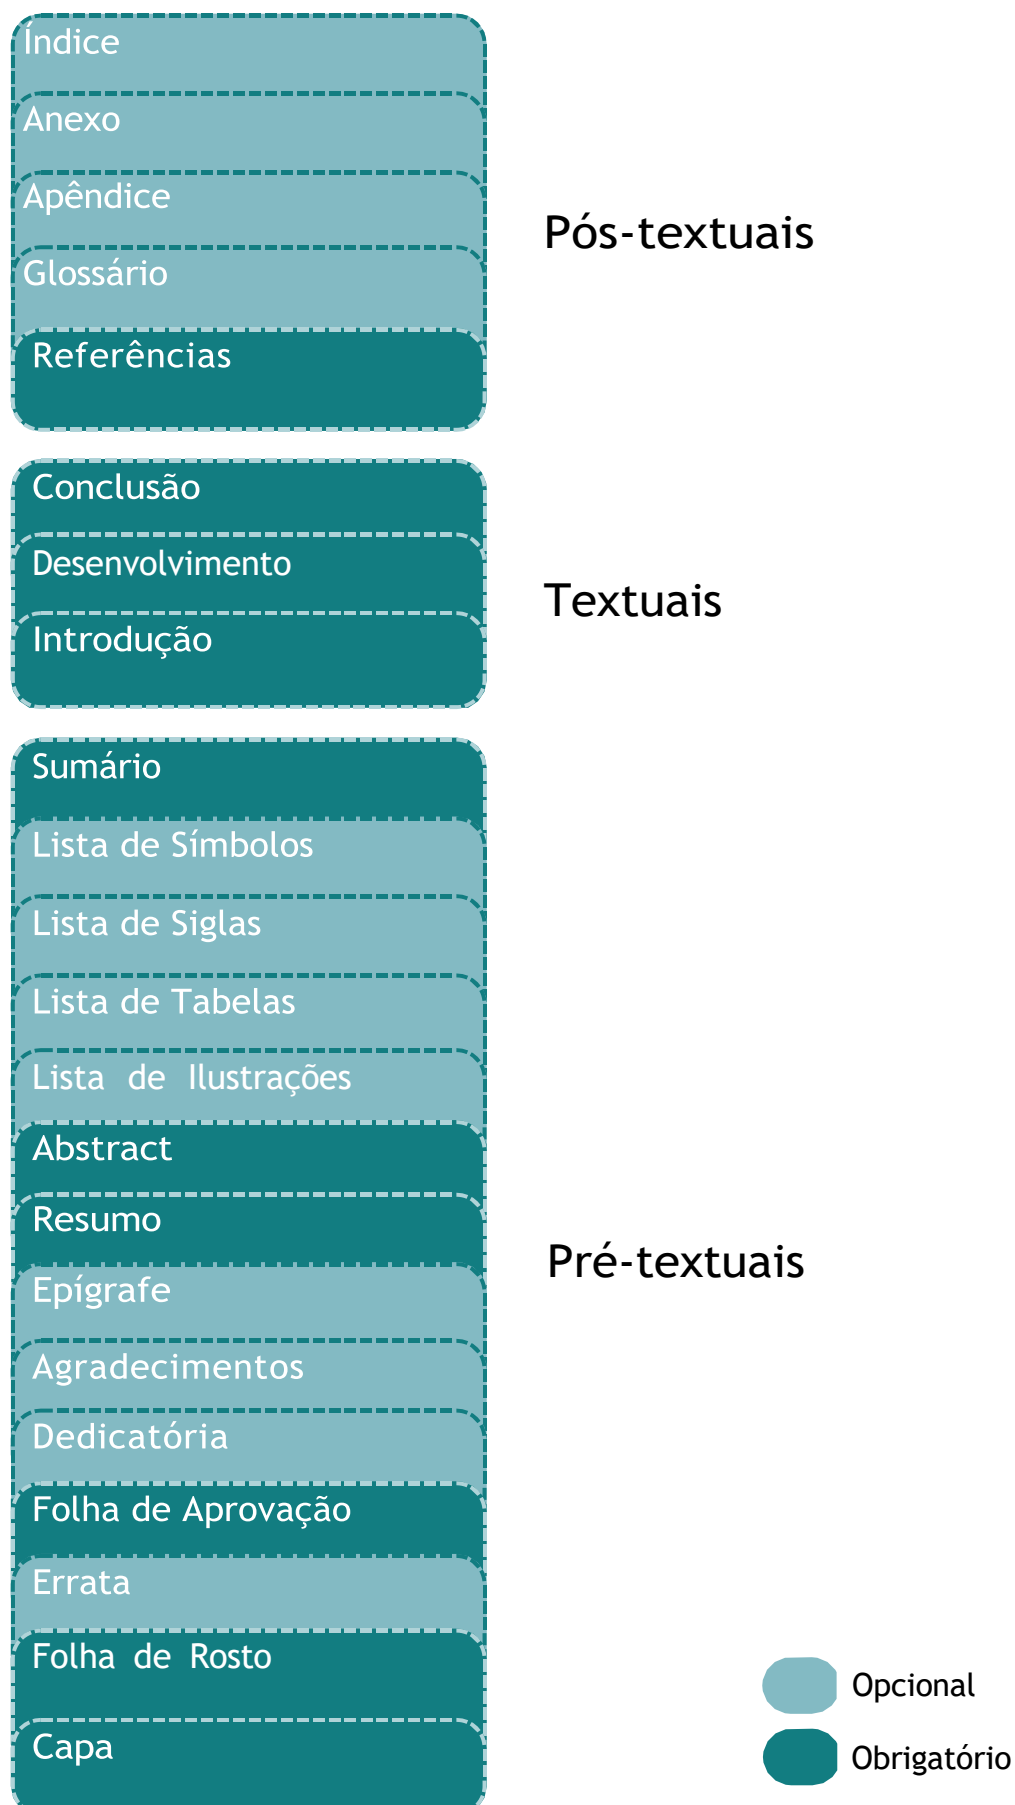 Índice
Anexo
Apêndice
Glossário
Referências
Pós-textuais
Conclusão
Desenvolvimento
Introdução
Textuais
Sumário
Lista de Símbolos
Lista de Siglas
Lista de Tabelas
Lista de Ilustrações
Abstract
Resumo
Epígrafe
Agradecimentos
Dedicatória
Folha de Aprovação
Errata
Folha de Rosto
Capa
Pré-textuais
Opcional
Obrigatório